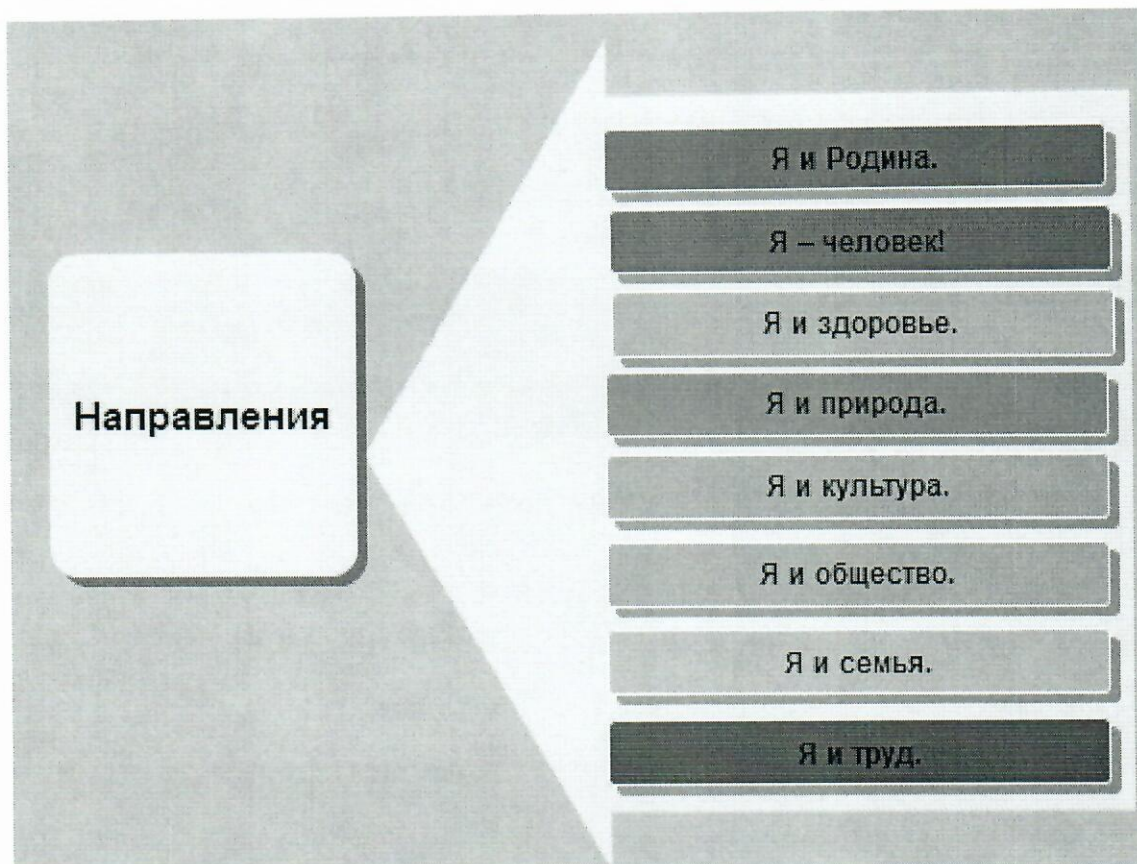 Направления
Я и Родина.
Я – человек!
Я и здоровье.
Я и природа.
Я и культура.
Я и общество.
Я и семья.
Я и труд.